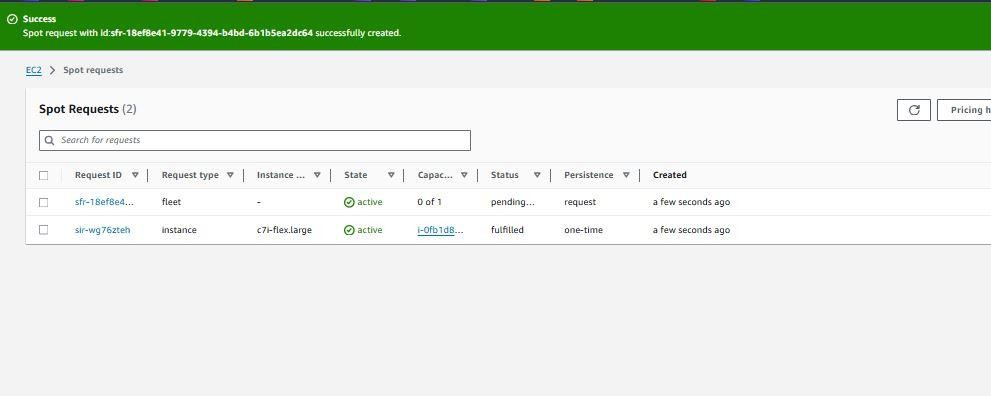 Success
Spot request with id:sfr-18ef8e41-9779-4394-b4bd-6b1b5ea2dc64 successfully created.
EC2 > Spot requests
Spot Requests (2)
Pricing h
Search for requests
Request ID Request type Instance ... State Capac... Status Persistence Created
sfr-18ef8e4... fleet - active 0 of 1 pending... request a few seconds ago
sir-wg76zteh instance c7i-flex.large active i-0fb1d8... fulfilled one-time a few seconds ago